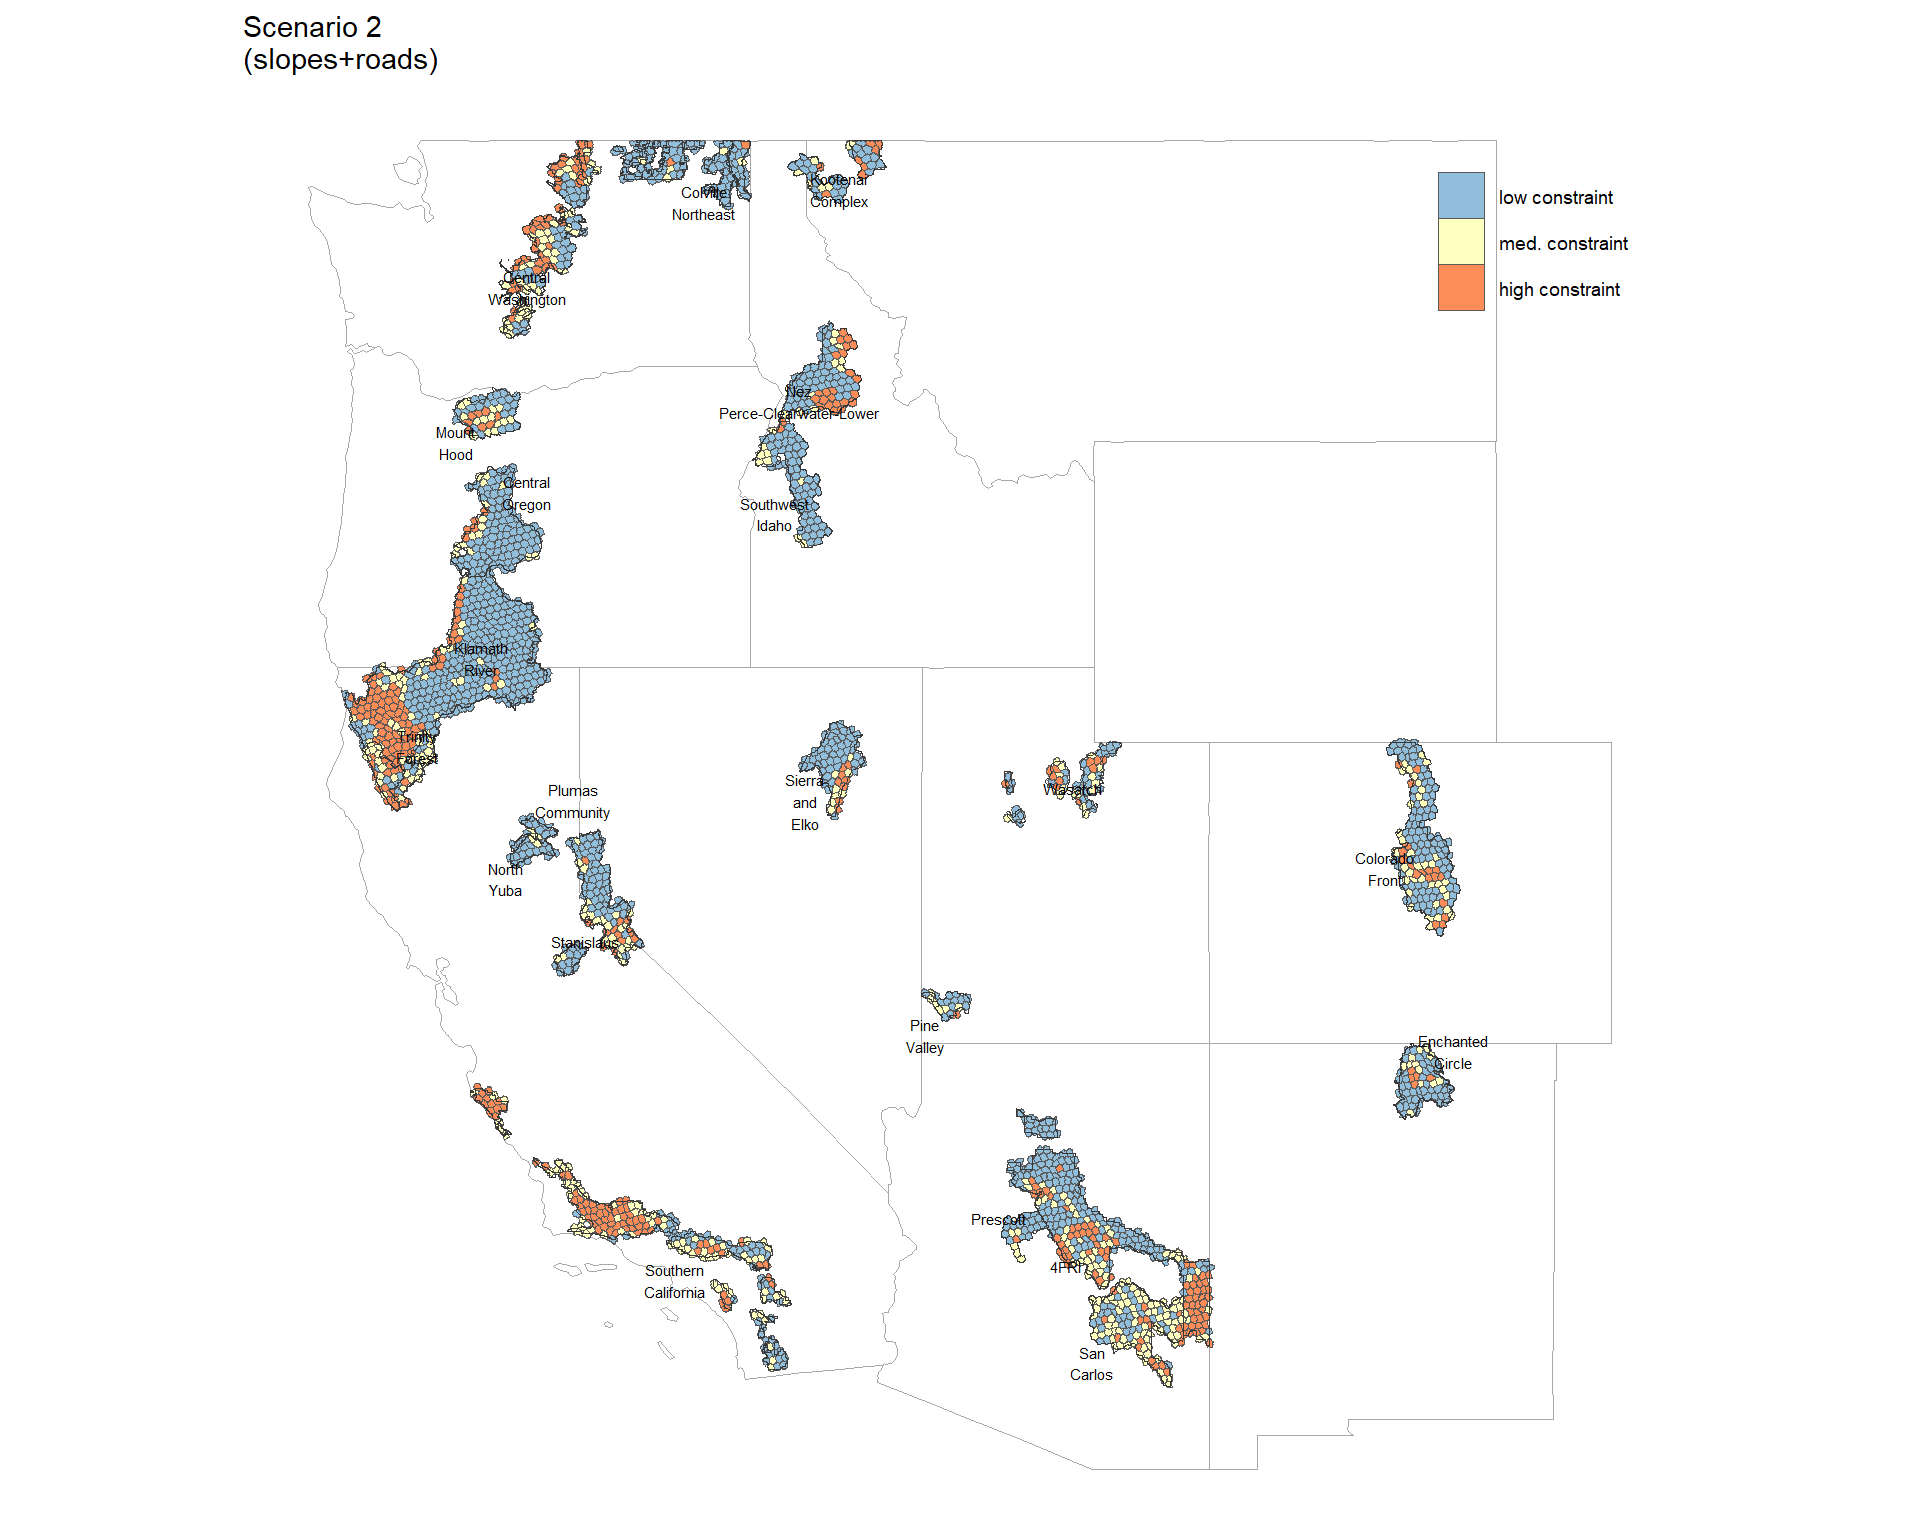 Scenario 2
(slopes+roads)
low constraint
med. constraint
high constraint
Colville
Northeast
Kootenai
Complex
Central
Washington
Nez
Perce-Clearwater-Lower
Mount
Hood
Central
Oregon
Southwest
Idaho
Klamath
River
Trinity
Forest
Sierra
and
Elko
Wasatch
Plumas
Community
North
Yuba
Colorado
Front
Stanislaus
Pine
Valley
Enchanted
Circle
Prescott
4FRI
Southern
California
San
Carlos